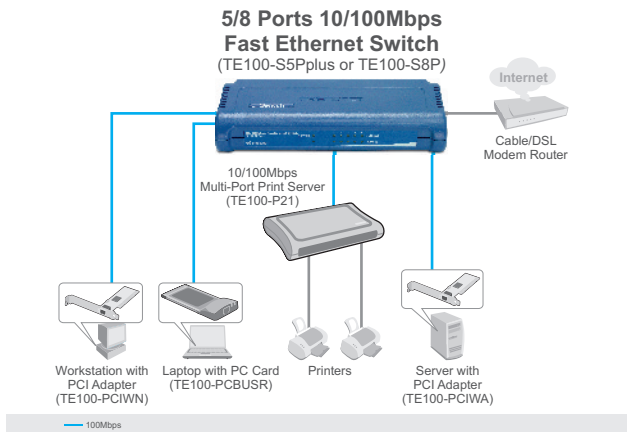 5/8 Ports 10/100Mbps
Fast Ethernet Switch
(TE100-S5Pplus or TE100-S8P)
Internet
Cable/DSL
Modem Router
10/100Mbps
Multi-Port Print Server
(TE100-P21)
Workstation with
PCI Adapter
(TE100-PCIWN)
Laptop with PC Card
(TE100-PCBUSR)
Printers
Server with
PCI Adapter
(TE100-PCIWA)
100Mbps